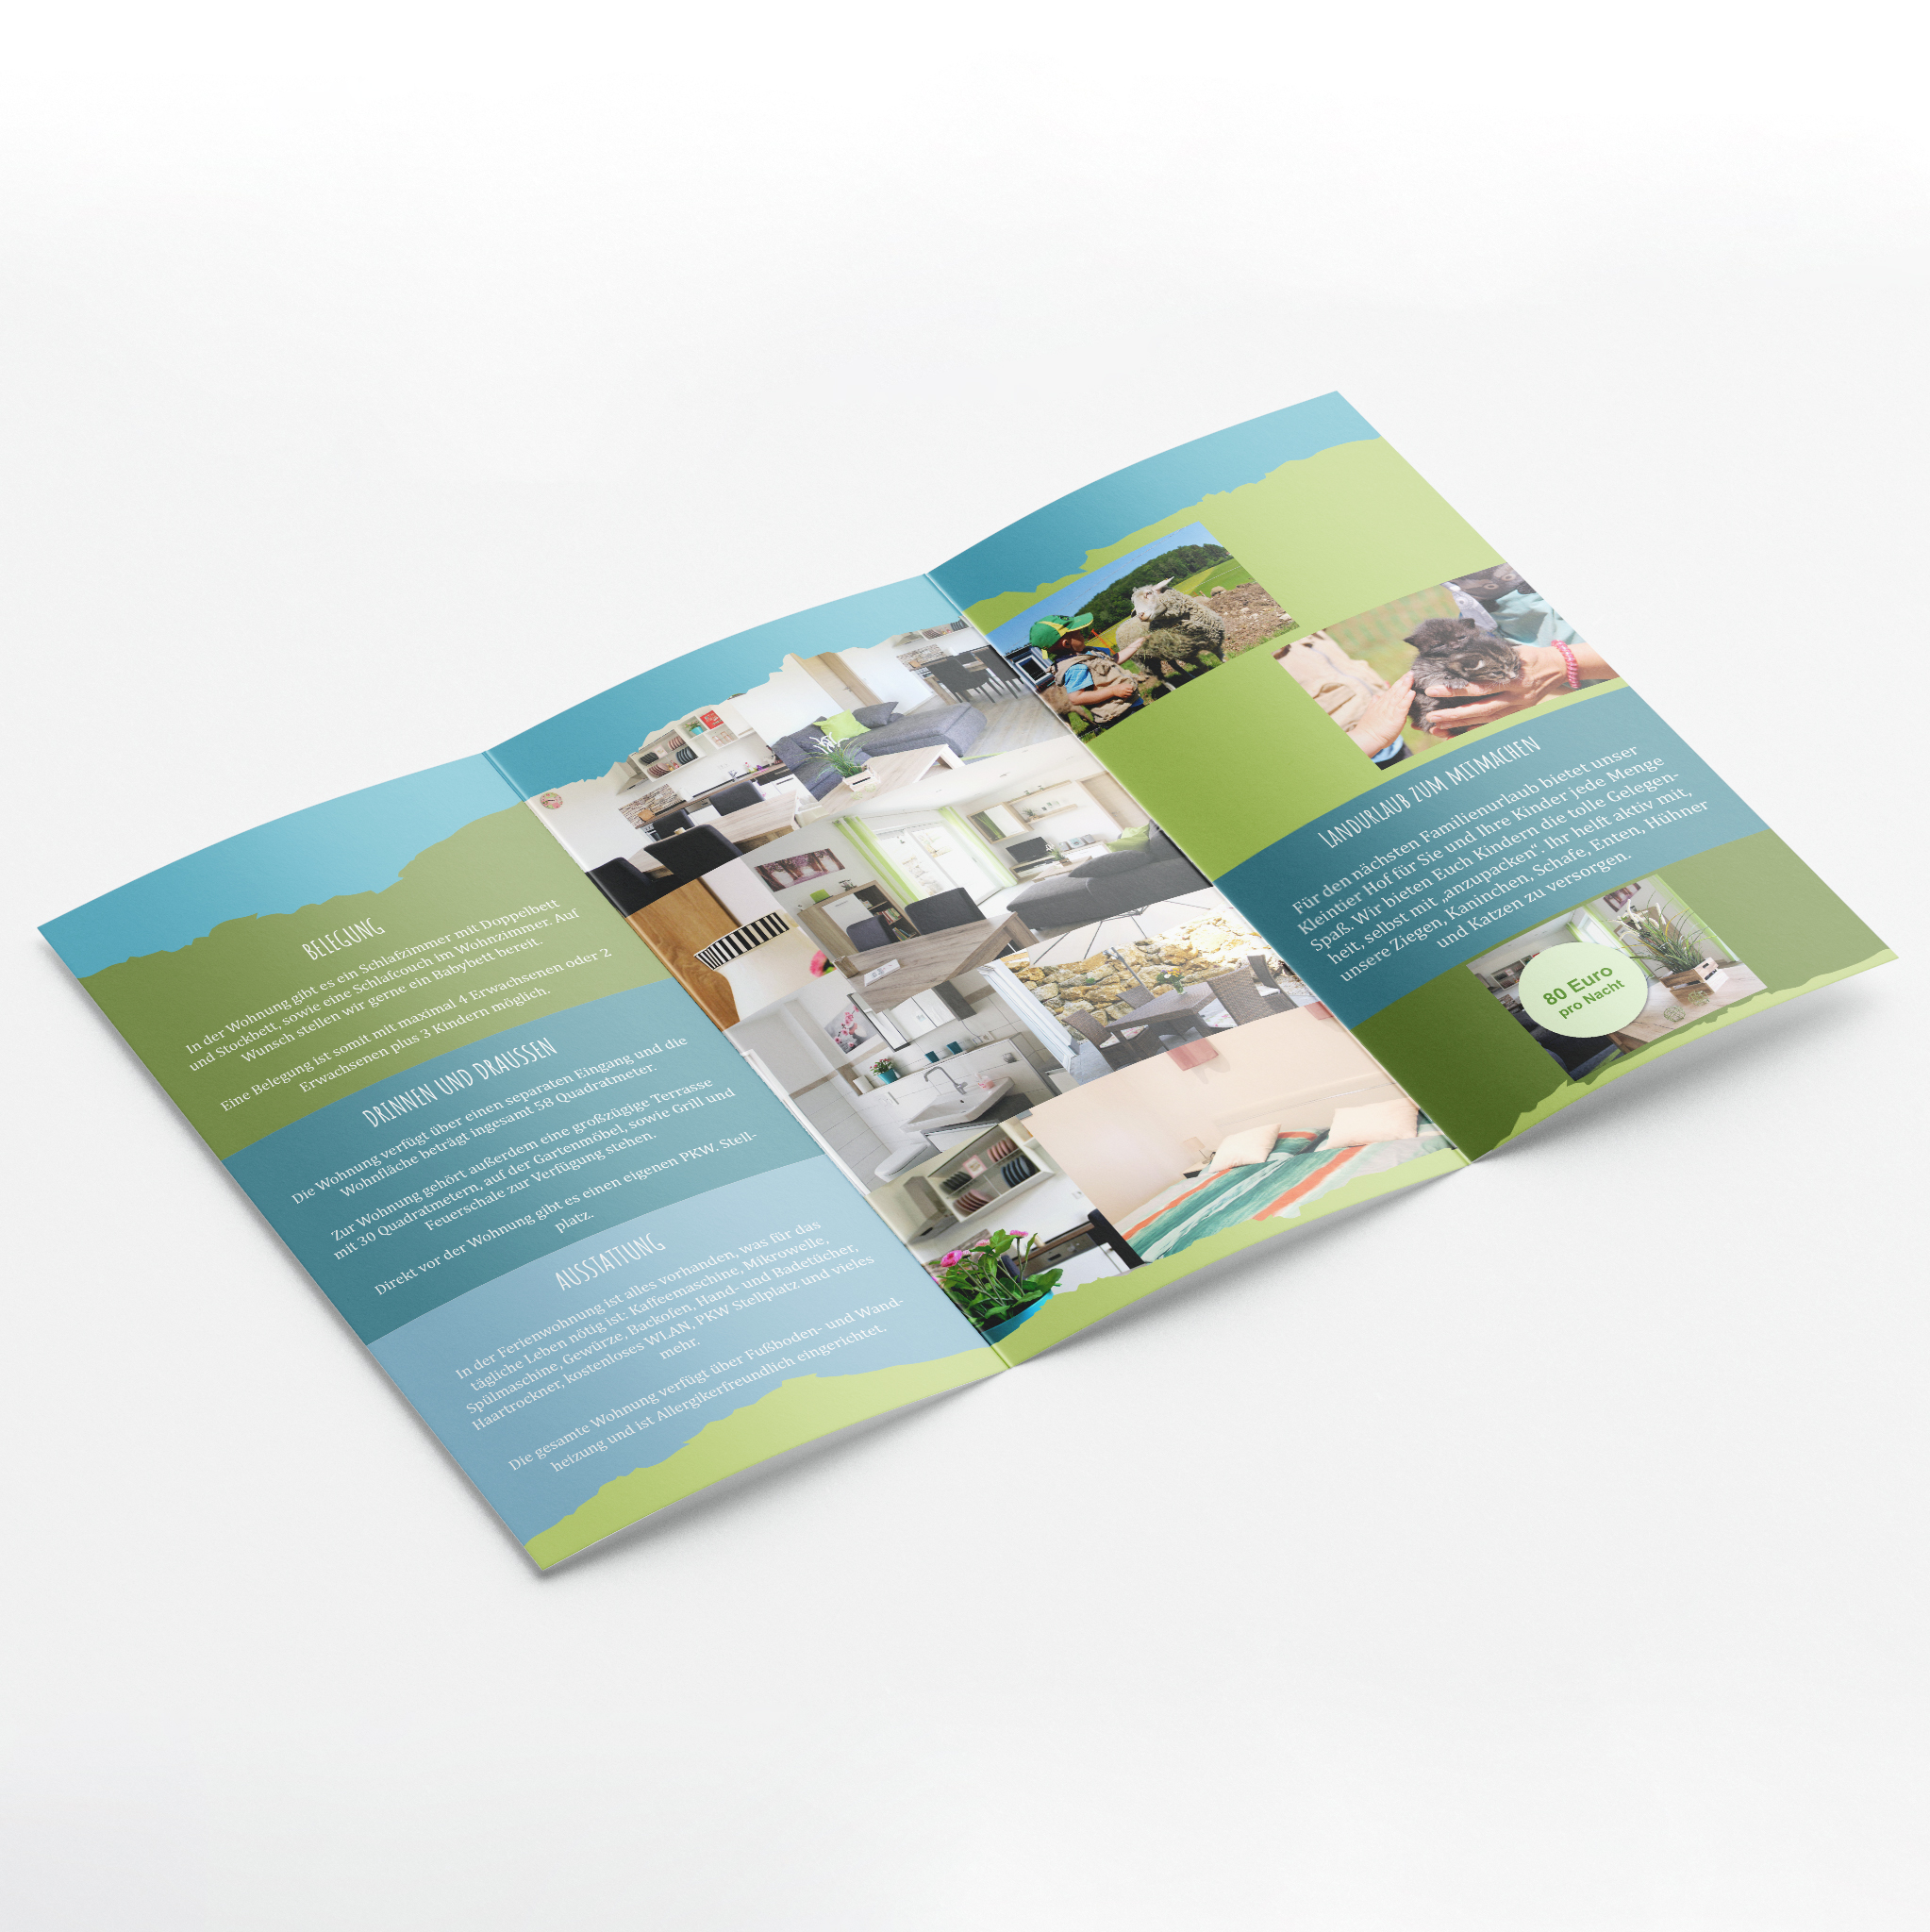 BELEGUNG
In der Wohnung gibt es ein Schlafzimmer mit Doppelbett
und Stockbett, sowie eine Schlafcouch im Wohnzimmer. Auf
Wunsch stellen wir gerne ein Babybett bereit.
Eine Belegung ist somit mit maximal 4 Erwachsenen oder 2
Erwachsenen plus 3 Kindern möglich.
DRINNEN UND DRAUSSEN
Die Wohnung verfügt über einen separaten Eingang und die
Wohnfläche beträgt ingesamt 58 Quadratmeter.
Zur Wohnung gehört außerdem eine großzügige Terrasse
mit 30 Quadratmetern, auf der Gartenmöbel, sowie Grill und
Feuerschale zur Verfügung stehen.
Direkt vor der Wohnung gibt es einen eigenen PKW. Stell-
platz.
AUSSTATTUNG
In der Ferienwohnung ist alles vorhanden, was für das
tägliche Leben nötig ist: Kaffeemaschine, Mikrowelle,
Spülmaschine, Gewürze, Backofen, Hand- und Badetücher,
Haartrockner, kostenloses WLAN, PKW Stellplatz und vieles
mehr.
Die gesamte Wohnung verfügt über Fußboden- und Wand-
heizung und ist Allergikerfreundlich eingerichtet.
LANDURLAUB ZUM MITMACHEN
Für den nächsten Familienurlaub bietet unser
Kleintier Hof für Sie und Ihre Kinder jede Menge
Spaß. Wir bieten Euch Kindern die tolle Gelegen-
heit, selbst mit „anzupacken“ Ihr helft aktiv mit,
unsere Ziegen, Kaninchen, Schafe, Enten, Hühner
und Katzen zu versorgen.
80 Euro
pro Nacht